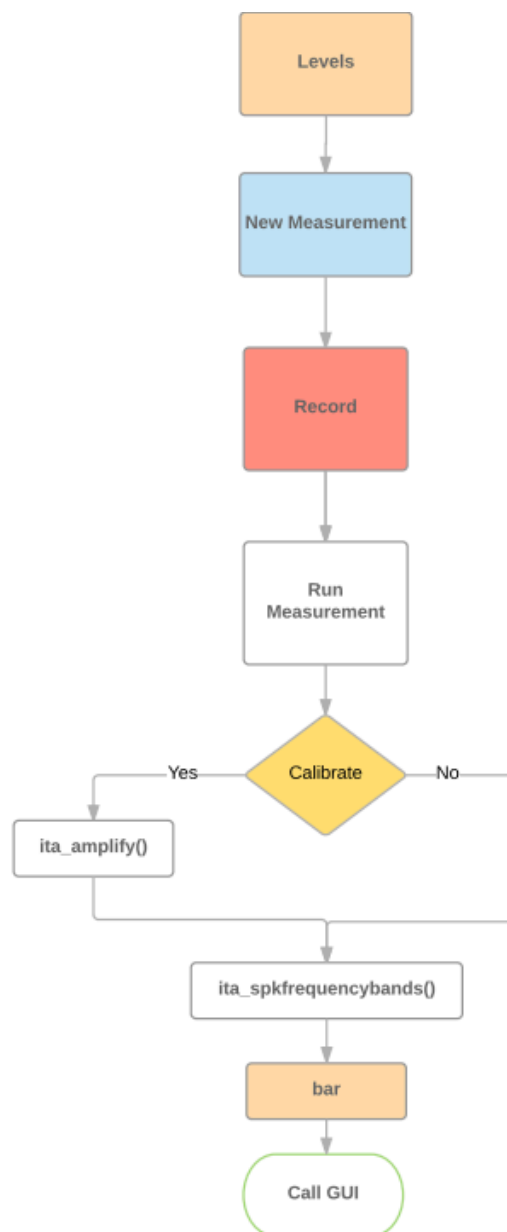 Levels
New Measurement
Record
Run
Measurement
Yes
Calibrate
No
ita_amplify()
ita_spkfrequencybands()
bar
Call GUI